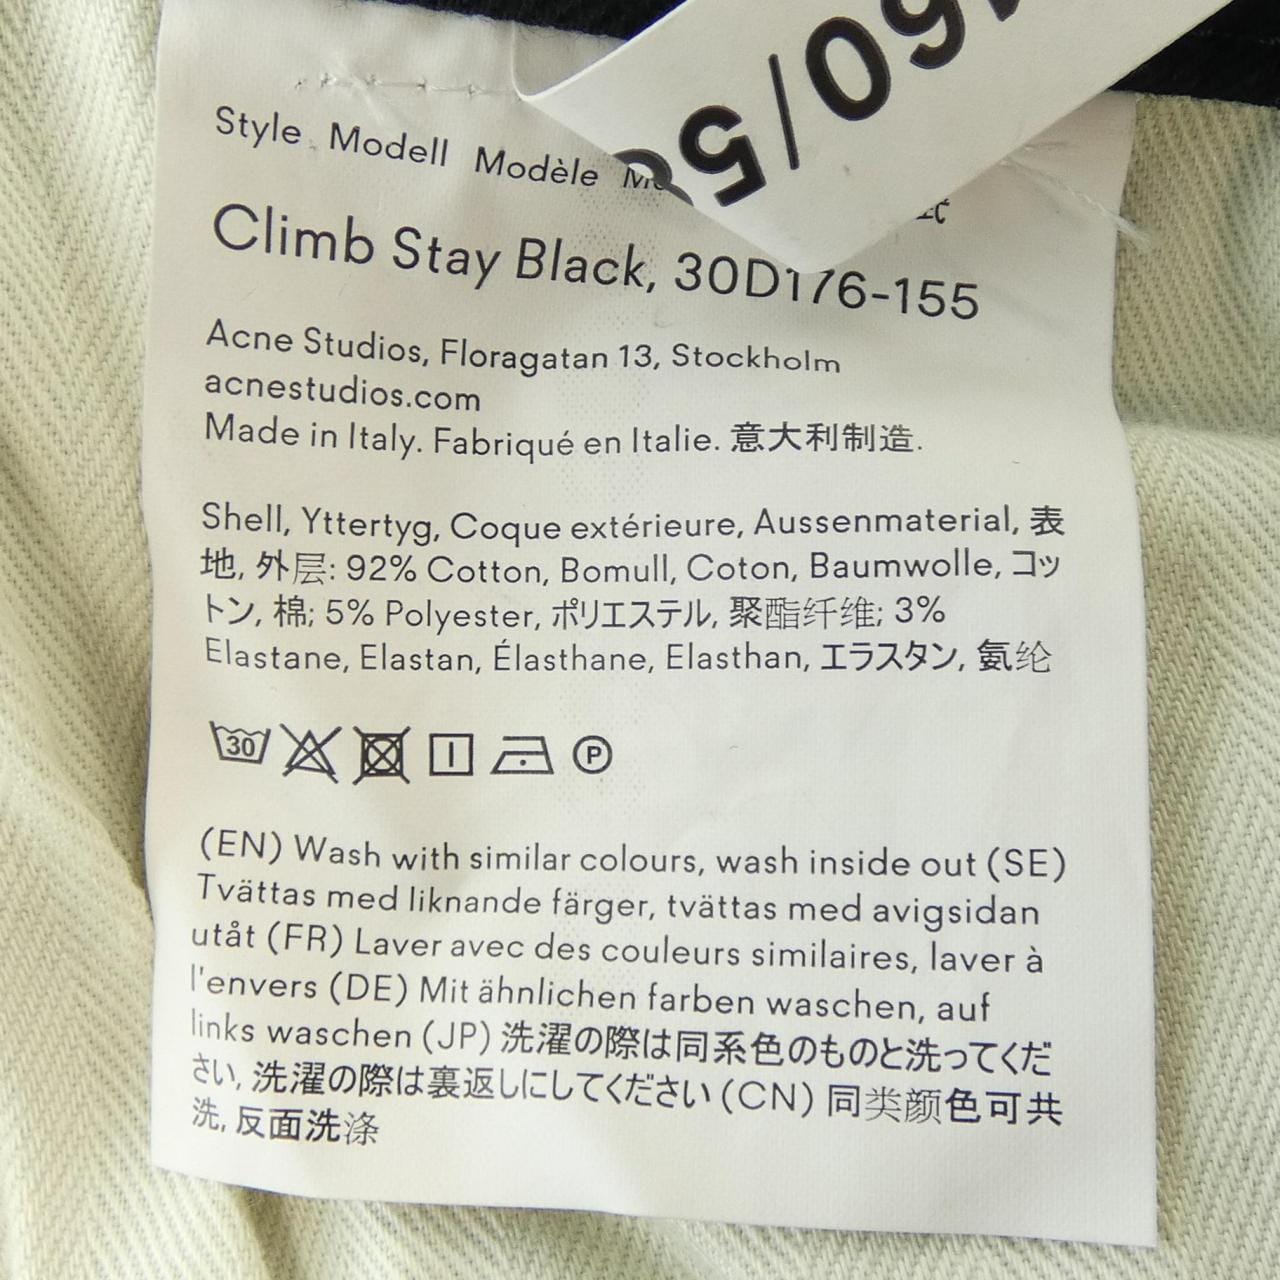 160/5
Style Modell Modèle
Climb Stay Black, 30D176-155
Acne Studios, Floragatan 13, Stockholm
acnestudios.com
Made in Italy. Fabriqué en Italie. 意大利制造.
Shell, Yttertyg, Coque extérieure, Aussenmaterial, 表
地, 外层: 92% Cotton, Bomull, Coton, Baumwolle, コッ
トン, 棉; 5% Polyester, ポリエステル, 聚酯纤维; 3%
Elastane, Elastan, Élasthane, Elasthan, エラスタン, 氨纶
30 P
(EN) Wash with similar colours, wash inside out (SE)
Tvättas med liknande färger, tvättas med avigsidan
utåt (FR) Laver avec des couleurs similaires, laver à
l'envers (DE) Mit ähnlichen farben waschen, auf
links waschen (JP) 洗濯の際は同系色のものと洗ってくだ
さい, 洗濯の際は裏返しにしてください (CN) 同类颜色可共
洗, 反面洗涤